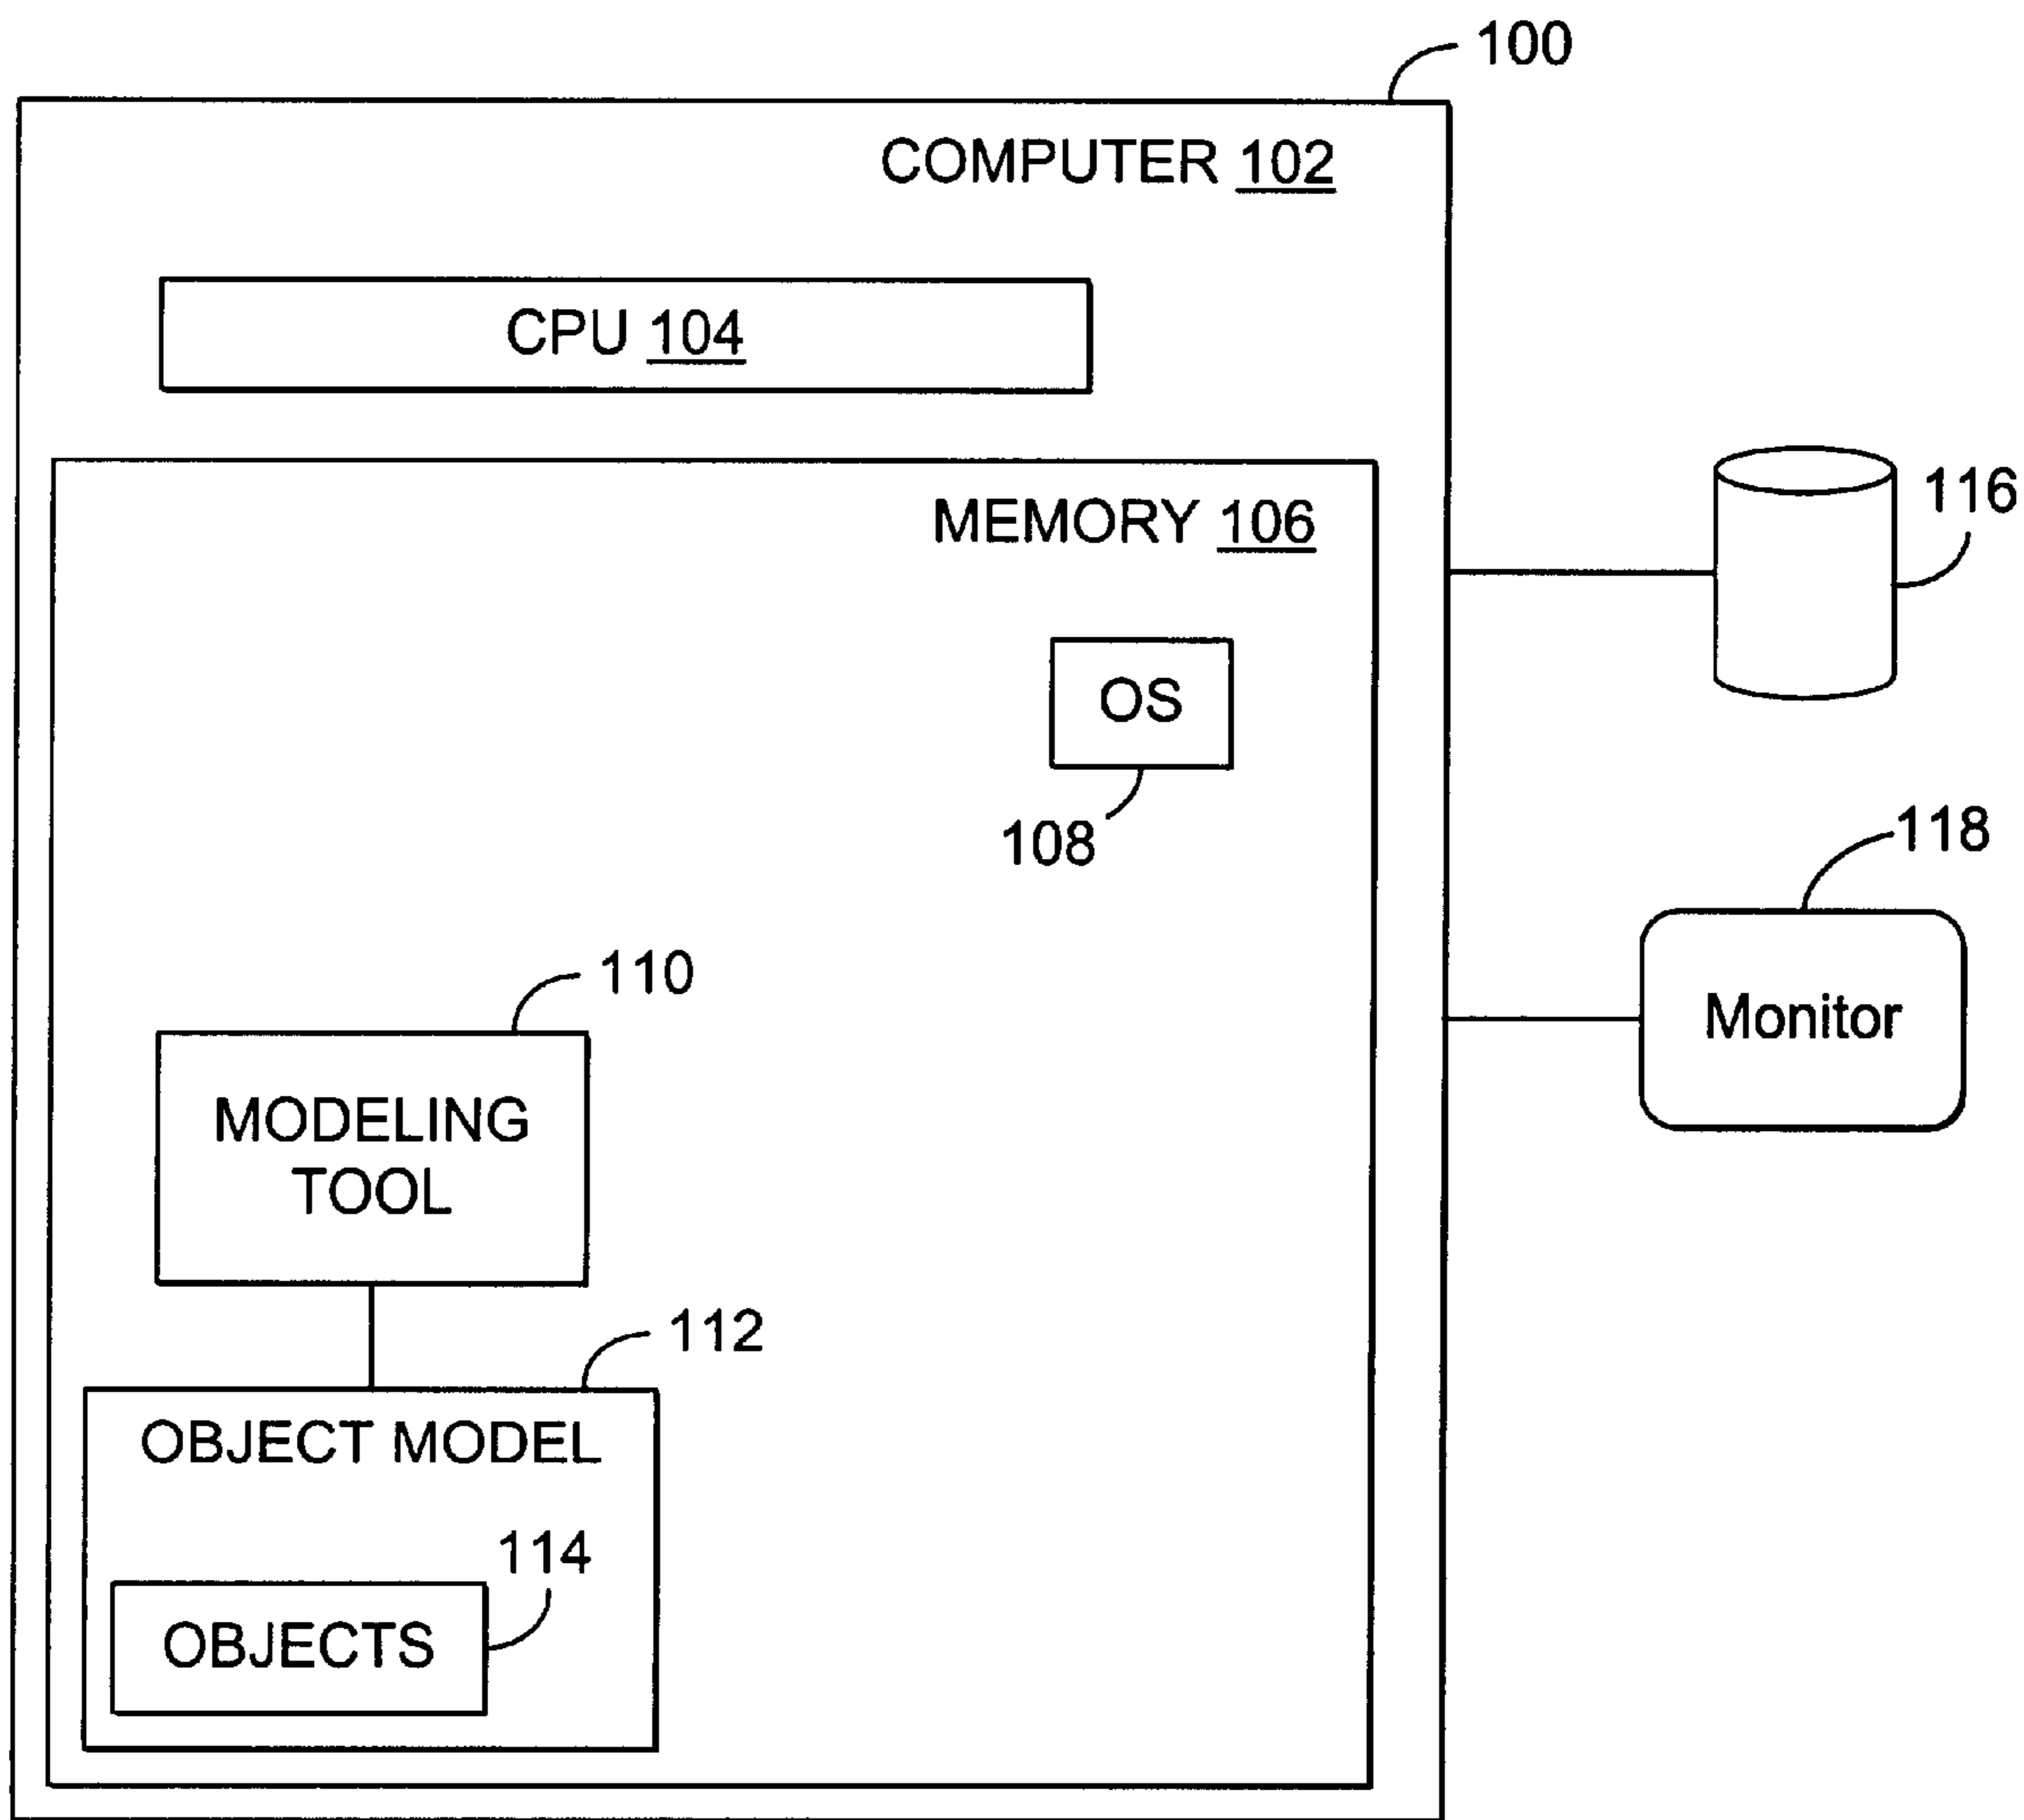 100
COMPUTER 102
CPU 104
MEMORY 106
116
OS
108
118
Monitor
110
MODELING
TOOL
112
OBJECT MODEL
114
OBJECTS